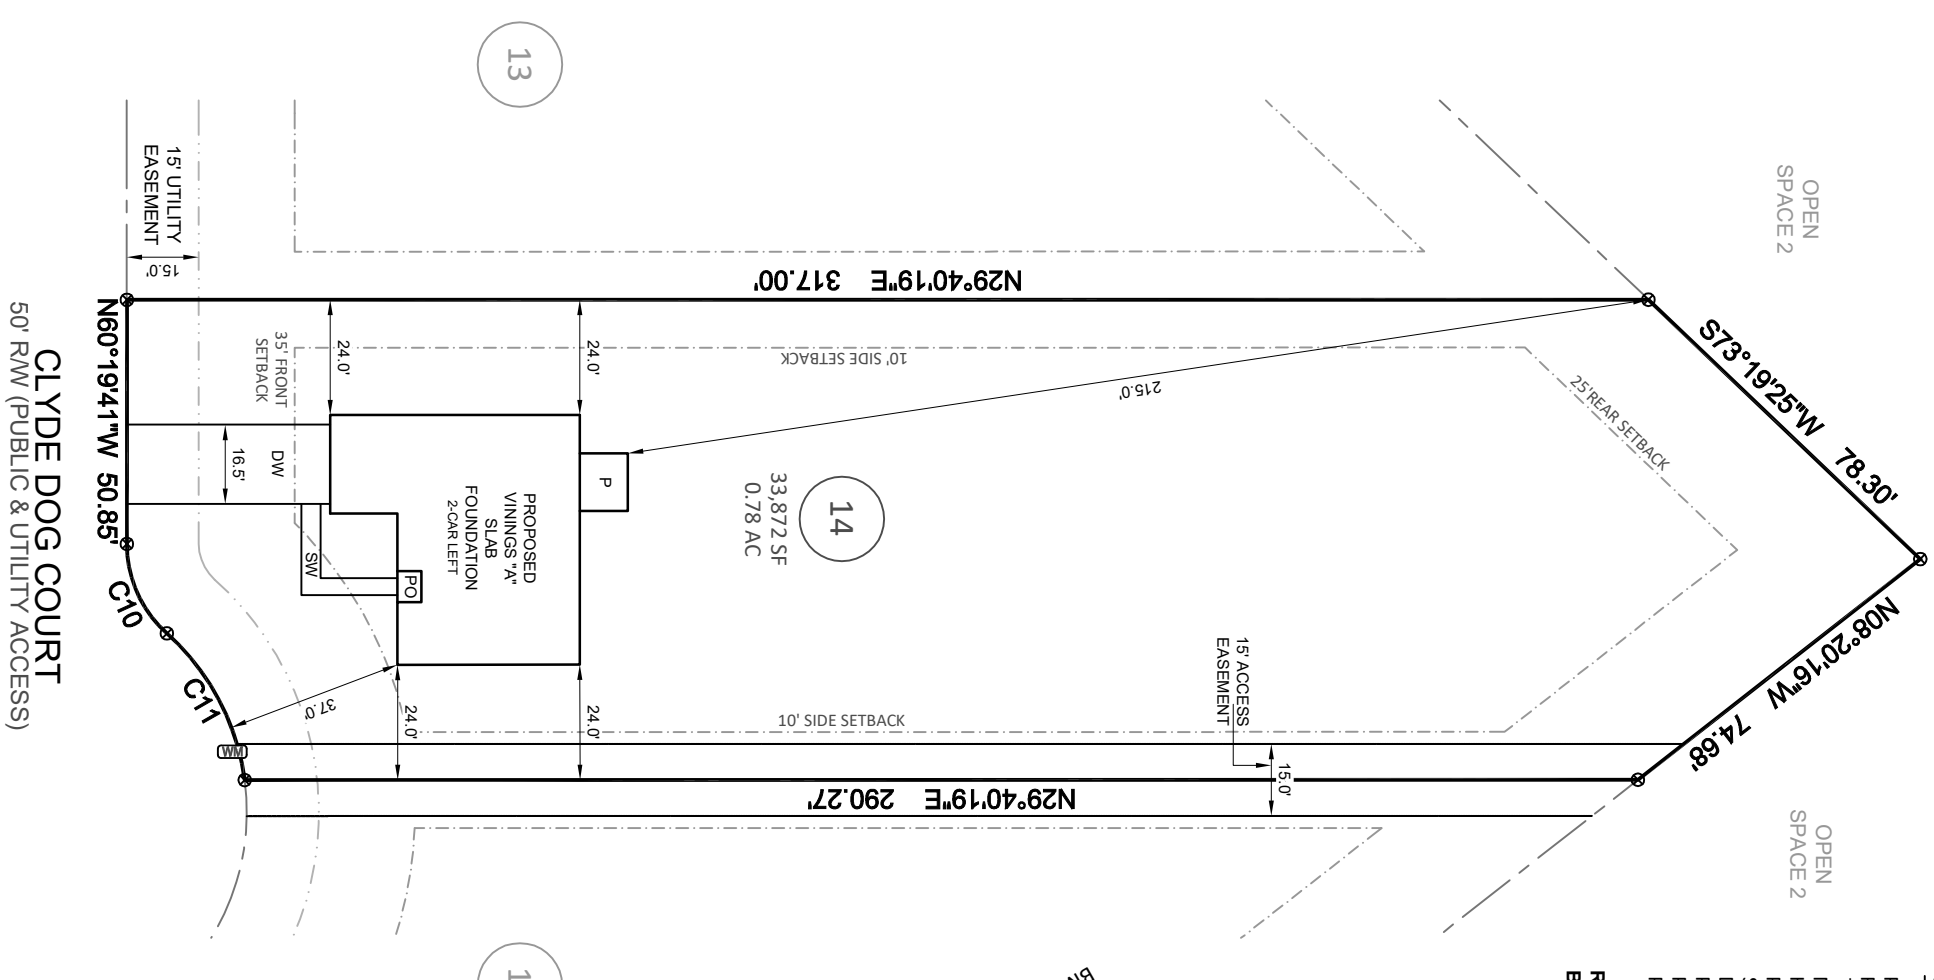 13
OPEN
SPACE 2
15' UTILITY
EASEMENT
15.0'
N29°40'19"E 317.00'
S73°19'25"W 78.30'
N60°19'41"W 50.85'
35' FRONT
SETBACK
24.0'
24.0'
10' SIDE SETBACK
215.0'
25'REAR SETBACK
CLYDE DOG COURT
50' R/W (PUBLIC & UTILITY ACCESS)
16.5'
DW
SW
PO
P
PROPOSED
VININGS "A"
SLAB
FOUNDATION
2-CAR LEFT
14
33,872 SF
0.78 AC
N08°20'16"W 74.68'
C10
C11
37.0'
WM
24.0'
24.0'
10' SIDE SETBACK
15' ACCESS
EASEMENT
15.0'
N29°40'19"E 290.27'
OPEN
SPACE 2